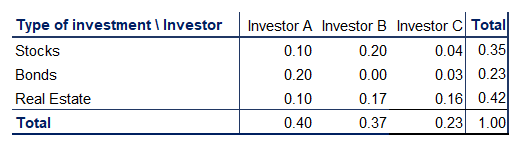 Type of investment \ Investor Investor A Investor B Investor C Total
Stocks 0.10 0.20 0.04 0.35
Bonds 0.20 0.00 0.03 0.23
Real Estate 0.10 0.17 0.16 0.42
Total 0.40 0.37 0.23 1.00